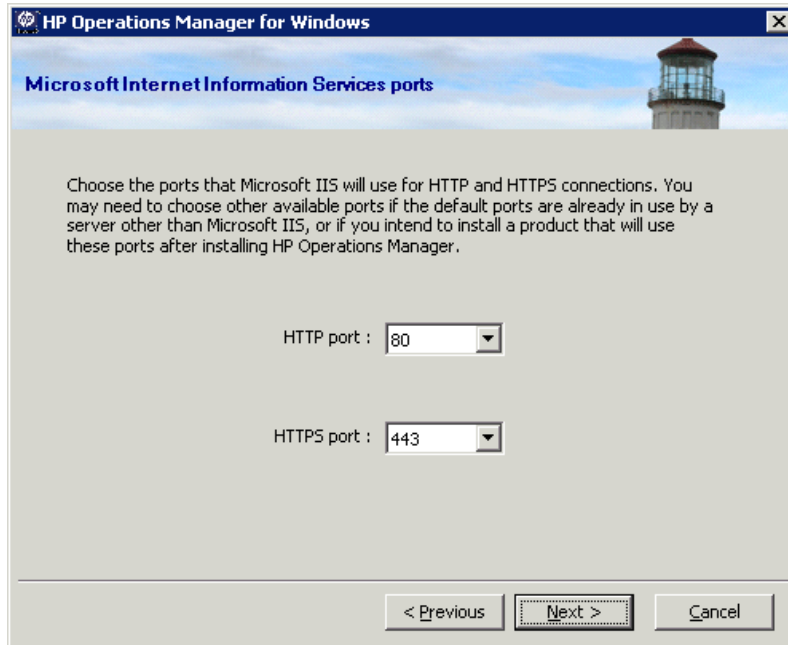 HP Operations Manager for Windows
Microsoft Internet Information Services ports
Choose the ports that Microsoft IIS will use for HTTP and HTTPS connections. You
may need to choose other available ports if the default ports are already in use by a
server other than Microsoft IIS, or if you intend to install a product that will use
these ports after installing HP Operations Manager.
HTTP port : 80
HTTPS port : 443
< Previous Next > Cancel